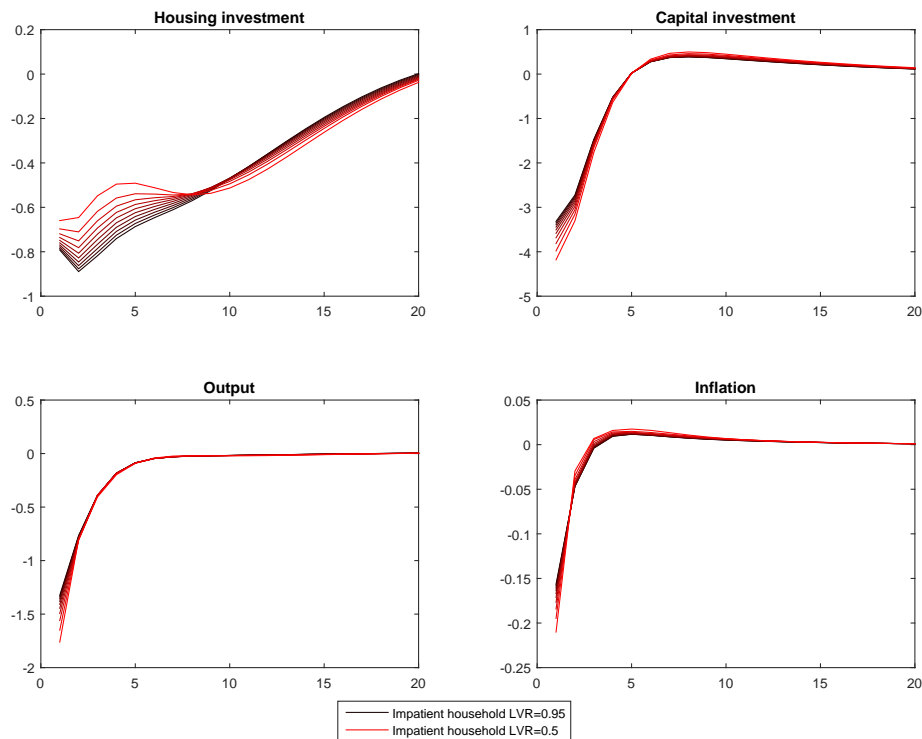 Housing investment
0.2
0
-0.2
-0.4
-0.6
-0.8
-1
0 5 10 15 20
Capital investment
1
0
-1
-2
-3
-4
-5
0 5 10 15 20
Output
0.5
0
-0.5
-1
-1.5
-2
0 5 10 15 20
Inflation
0.05
0
-0.05
-0.1
-0.15
-0.2
-0.25
0 5 10 15 20
Impatient household LVR=0.95
Impatient household LVR=0.5